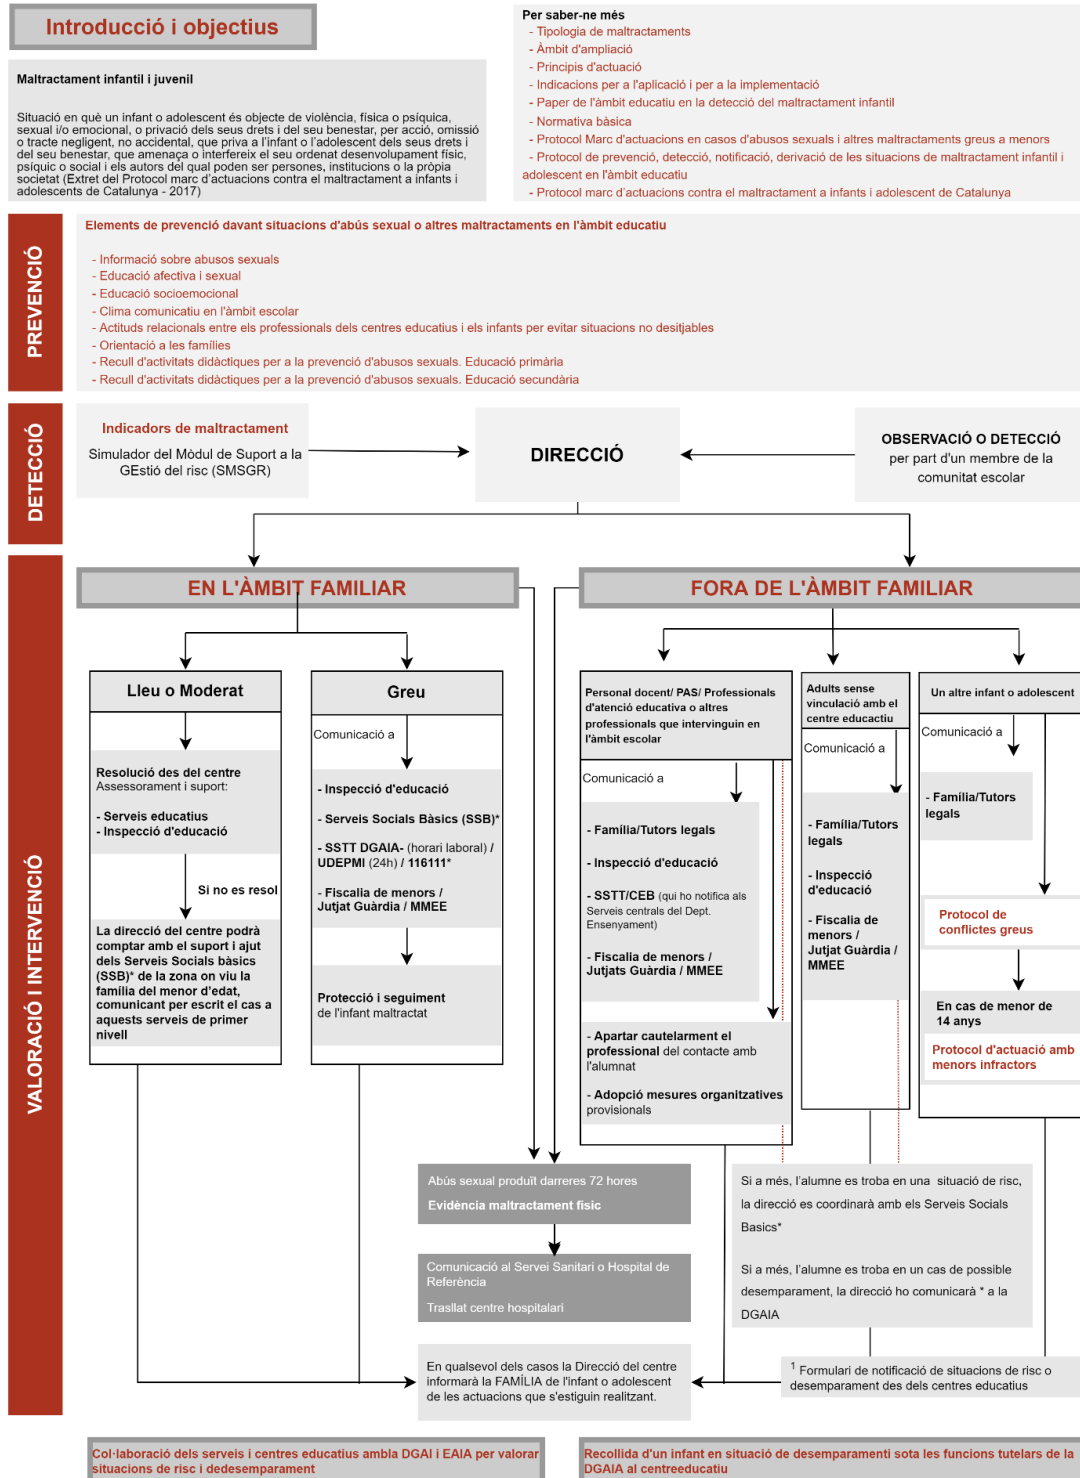 Introducció i objectius
Maltractament infantil i juvenil
Situació en què un infant o adolescent és objecte de violència, física o psíquica,
sexual i/o emocional, o privació dels seus drets i del seu benestar, per acció, omissió
o tracte negligent, no accidental, que priva a l'infant o l'adolescent dels seus drets i
del seu benestar, que amenaça o interfereix el seu ordenat desenvolupament físic,
psíquic o social i els autors del qual poden ser persones, institucions o la pròpia
societat (Extret del Protocol marc d'actuacions contra el maltractament a infants i
adolescents de Catalunya - 2017)
Per saber-ne més
- Tipologia de maltractaments
- Àmbit d'ampliació
- Principis d'actuació
- Indicacions per a l'aplicació i per a la implementació
- Paper de l'àmbit educatiu en la detecció del maltractament infantil
- Normativa bàsica
- Protocol Marc d'actuacions en casos d'abusos sexuals i altres maltractaments greus a menors
- Protocol de prevenció, detecció, notificació, derivació de les situacions de maltractament infantil i
adolescent en l'àmbit educatiu
- Protocol marc d'actuacions contra el maltractament a infants i adolescent de Catalunya
PREVENCIÓ
Elements de prevenció davant situacions d'abús sexual o altres maltractaments en l'àmbit educatiu
- Informació sobre abusos sexuals
- Educació afectiva i sexual
- Educació socioemocional
- Clima comunicatiu en l'àmbit escolar
- Actituds relacionals entre els professionals dels centres educatius i els infants per evitar situacions no desitjables
- Orientació a les famílies
- Recull d'activitats didàctiques per a la prevenció d'abusos sexuals. Educació primària
- Recull d'activitats didàctiques per a la prevenció d'abusos sexuals. Educació secundària
DETECCIÓ
Indicadors de maltractament
Simulador del Mòdul de Suport a la
GEstió del risc (SMSGR)
DIRECCIÓ
OBSERVACIÓ O DETECCIÓ
per part d'un membre de la
comunitat escolar
VALORACIÓ I INTERVENCIÓ
EN L'ÀMBIT FAMILIAR
Lleu o Moderat
Resolució des del centre
Assessorament i suport:
- Serveis educatius
- Inspecció d'educació
Si no es resol
La direcció del centre podrà
comptar amb el suport i ajut
dels Serveis Socials bàsics
(SSB)* de la zona on viu la
família del menor d'edat,
comunicant per escrit el cas a
aquests serveis de primer
nivell
Greu
Comunicació a
- Inspecció d'educació
- Serveis Socials Bàsics (SSB)*
- SSTT DGAIA- (horari laboral) /
UDEPMI (24h) / 116111*
- Fiscalia de menors /
Jutjat Guàrdia / MMEE
Protecció i seguiment
de l'infant maltractat
FORA DE L'ÀMBIT FAMILIAR
Personal docent/ PAS/ Professionals
d'atenció educativa o altres
professionals que intervinguin en
l'àmbit escolar
Comunicació a
- Família/Tutors legals
- Inspecció d'educació
- SSTT/CEB (qui ho notifica als
Serveis centrals del Dept.
Ensenyament)
- Fiscalia de menors /
Jutjats Guàrdia / MMEE
- Apartar cautelarment el
professional del contacte amb
l'alumnat
- Adopció mesures organitzatives
provisionals
Adults sense
vinculació amb el
centre educactiu
Comunicació a
- Família/Tutors
legals
- Inspecció
d'educació
- Fiscalia de
menors /
Jutjat Guàrdia /
MMEE
Un altre infant o adolescent
Comunicació a
- Família/Tutors
legals
Protocol de
conflictes greus
En cas de menor de
14 anys
Protocol d'actuació amb
menors infractors
Abús sexual produït darreres 72 hores
Evidència maltractament fisic
Comunicació al Servei Sanitari o Hospital de
Referència
Trasllat centre hospitalari
Si a més, l'alumne es troba en una situació de risc,
la direcció es coordinarà amb els Serveis Socials
Basics*
Si a més, l'alumne es troba en un cas de possible
desemparament, la direcció ho comunicarà * a la
DGAIA
En qualsevol dels casos la Direcció del centre
informarà la FAMÍLIA de l'infant o adolescent
de les actuacions que s'estiguin realitzant.
1 Formulari de notificació de situacions de risc o
desemparament des dels centres educatius
Col·laboració dels serveis i centres educatius ambla DGAI i EAIA per valorar
situacions de risc i dedesemparament
Recollida d'un infant en situació de desemparamenti sota les funcions tutelars de la
DGAIA al centreeducatiu